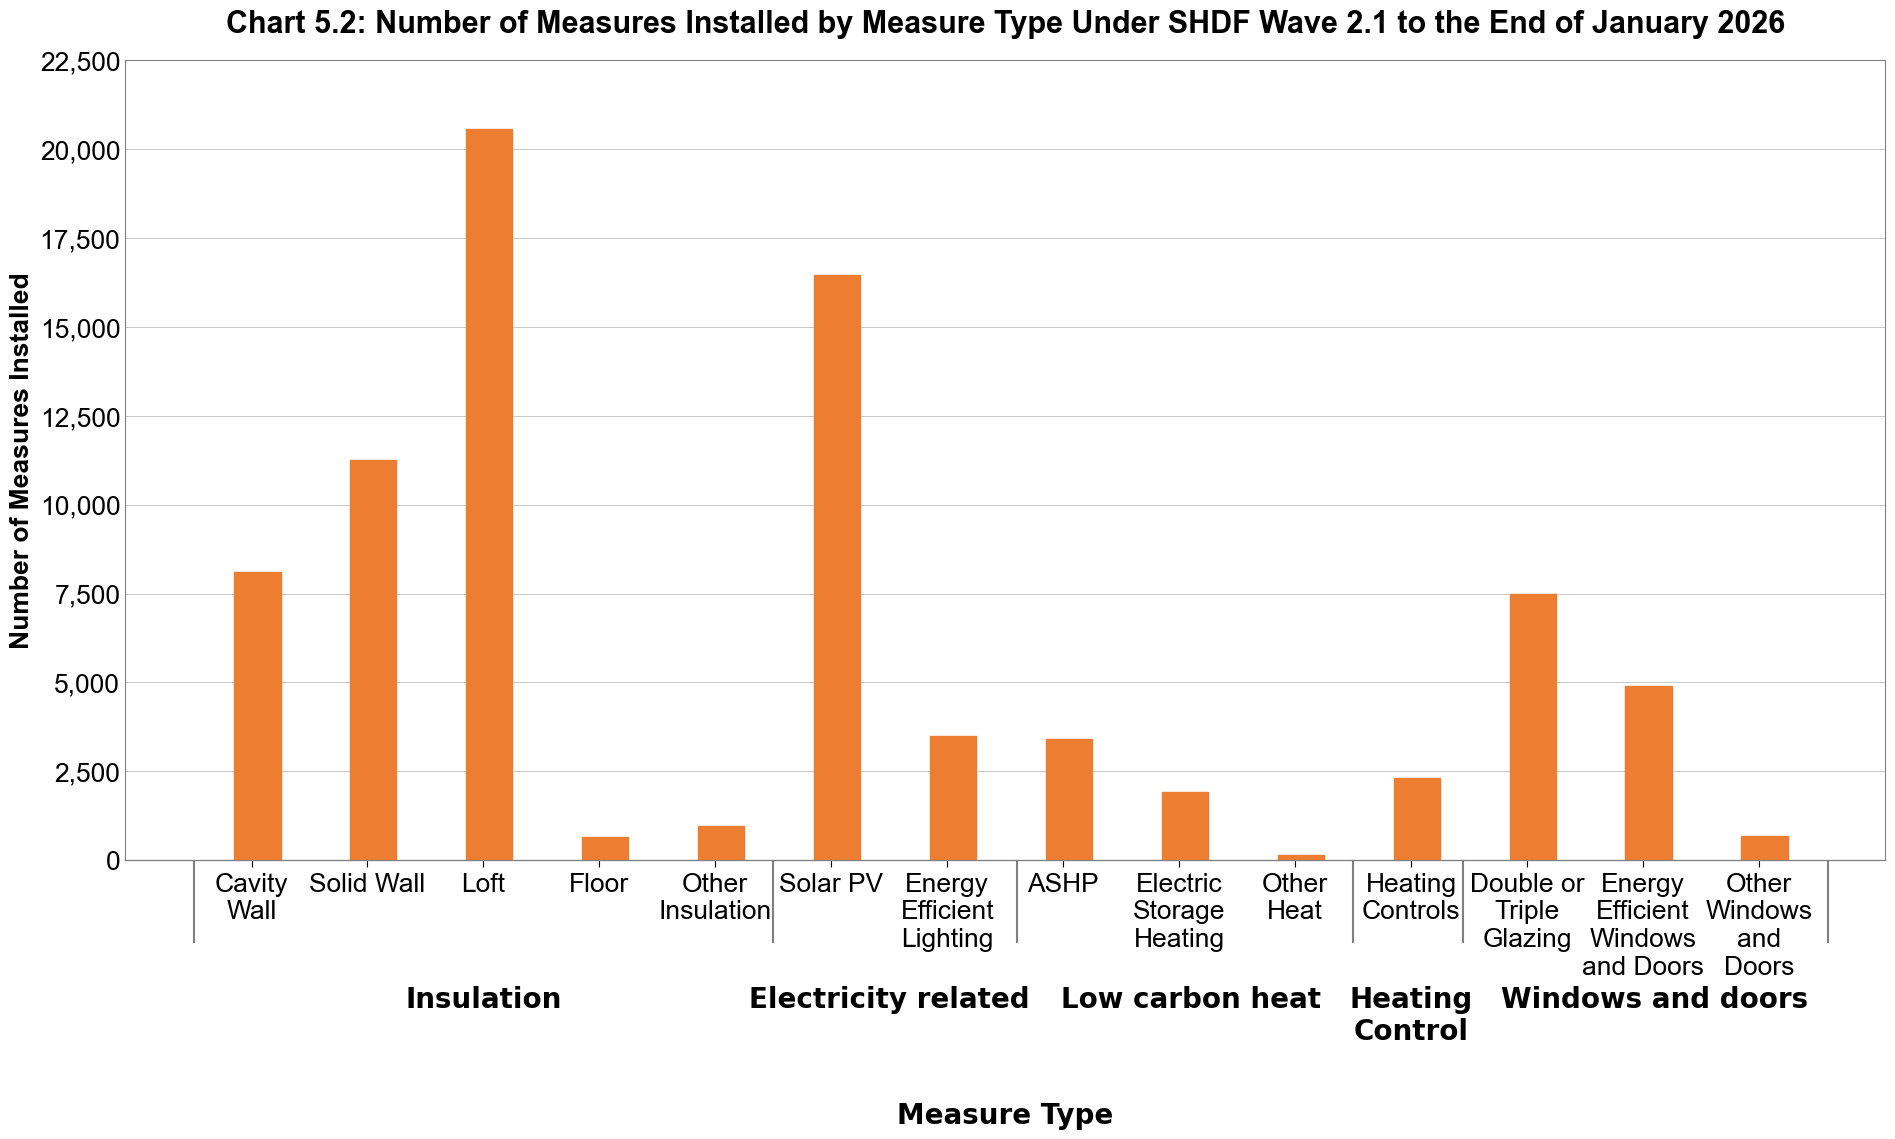 Chart 5.2: Number of Measures Installed by Measure Type Under SHDF Wave 2.1 to the End of January 2026
Number of Measures Installed
22,500
20,000
17,500
15,000
12,500
10,000
7,500
5,000
2,500
0
Cavity
Wall
Solid Wall
Loft
Floor
Other
Insulation
Solar PV
Energy
Efficient
Lighting
ASHP
Electric
Storage
Heating
Other
Heat
Heating
Controls
Double or
Triple
Glazing
Energy
Efficient
Windows
and Doors
Other
Windows
and
Doors
Insulation
Electricity related
Low carbon heat
Heating
Control
Windows and doors
Measure Type